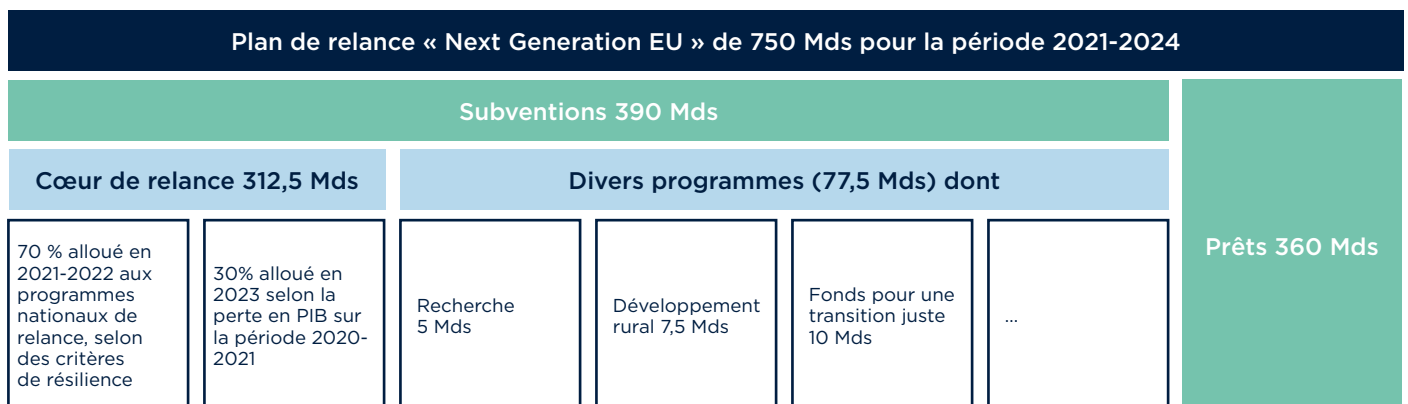 Plan de relance « Next Generation EU » de 750 Mds pour la période 2021-2024
Subventions 390 Mds
Cœur de relance 312,5 Mds
Divers programmes (77,5 Mds) dont
70 % alloué en
2021-2022 aux
programmes
nationaux de
relance, selon
des critères
de résilience
30% alloué en
2023 selon la
perte en PIB sur
la période 2020-
2021
Recherche
5 Mds
Développement
rural 7,5 Mds
Fonds pour une
transition juste
10 Mds
...
Prêts 360 Mds